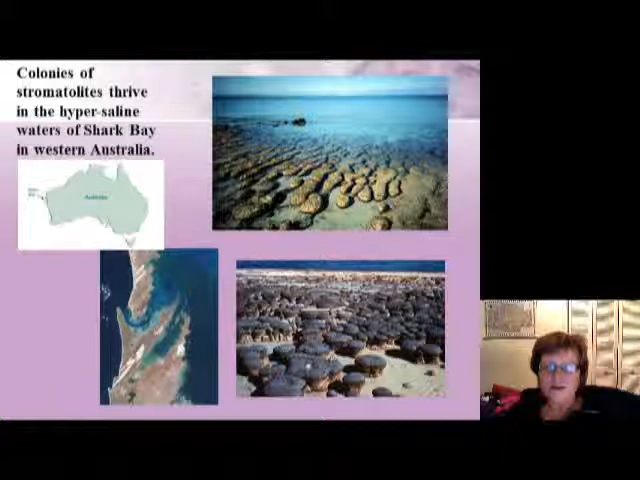 Colonies of
stromatolites thrive
in the hyper-saline
waters of Shark Bay
in western Australia.
Australia